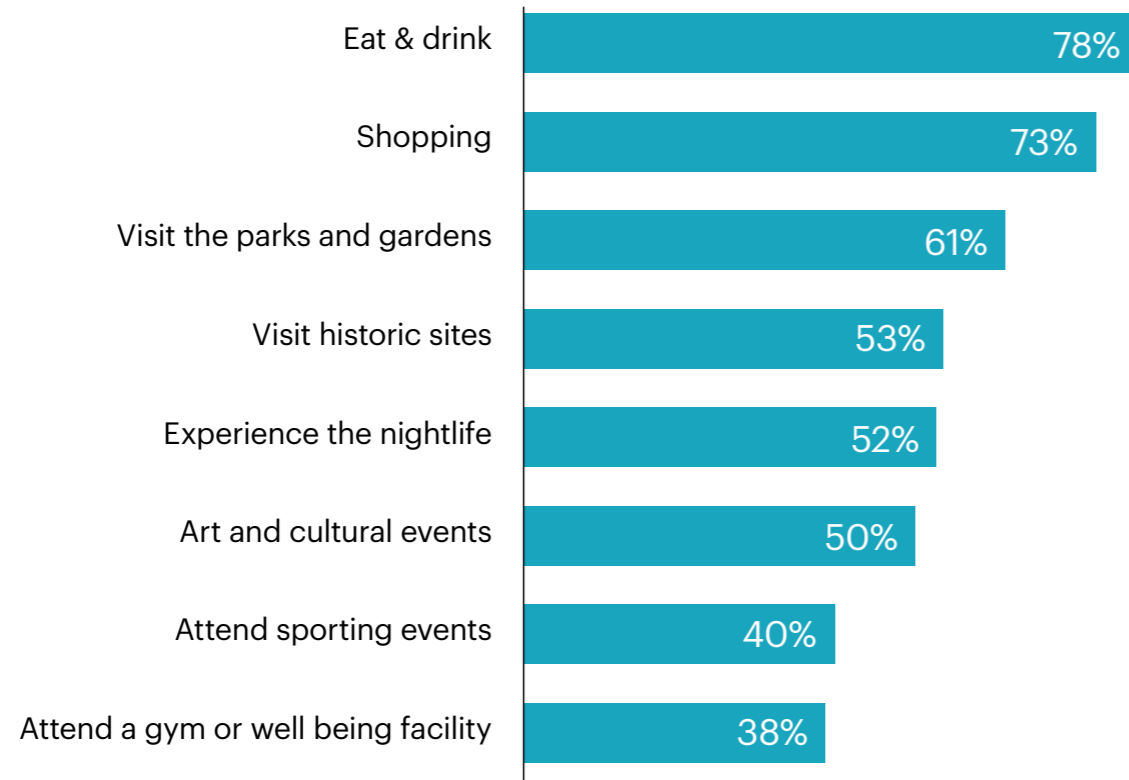 Eat & drink 78%
Shopping 73%
Visit the parks and gardens 61%
Visit historic sites 53%
Experience the nightlife 52%
Art and cultural events 50%
Attend sporting events 40%
Attend a gym or well being facility 38%